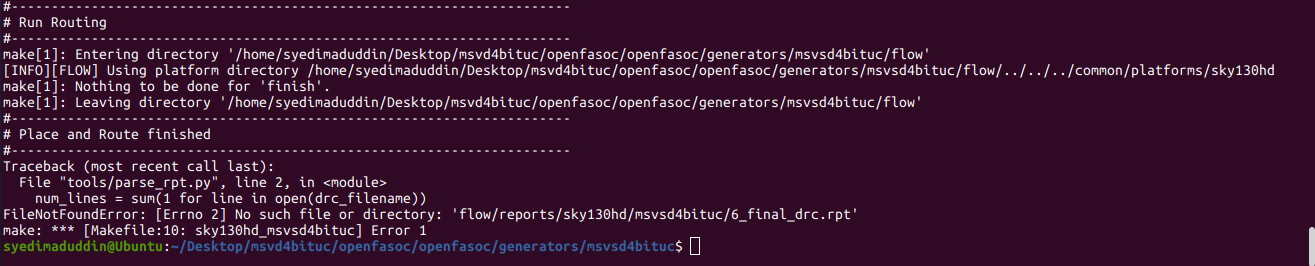 #----------------------------------------------------------------------
# Run Routing
#----------------------------------------------------------------------
make[1]: Entering directory '/home/syedimaduddin/Desktop/msvd4bituc/openfasoc/openfasoc/generators/msvsd4bituc/flow'
[INFO][FLOW] Using platform directory /home/syedimaduddin/Desktop/msvd4bituc/openfasoc/openfasoc/generators/msvsd4bituc/flow/../../../common/platforms/sky130hd
make[1]: Nothing to be done for 'finish'.
make[1]: Leaving directory '/home/syedimaduddin/Desktop/msvd4bituc/openfasoc/openfasoc/generators/msvsd4bituc/flow'
#----------------------------------------------------------------------
# Place and Route finished
#----------------------------------------------------------------------
Traceback (most recent call last):
  File "tools/parse_rpt.py", line 2, in <module>
    num_lines = sum(1 for line in open(drc_filename))
FileNotFoundError: [Errno 2] No such file or directory: 'flow/reports/sky130hd/msvsd4bituc/6_final_drc.rpt'
make: *** [Makefile:10: sky130hd_msvsd4bituc] Error 1
syedimaduddin@Ubuntu:~/Desktop/msvd4bituc/openfasoc/openfasoc/generators/msvsd4bituc$